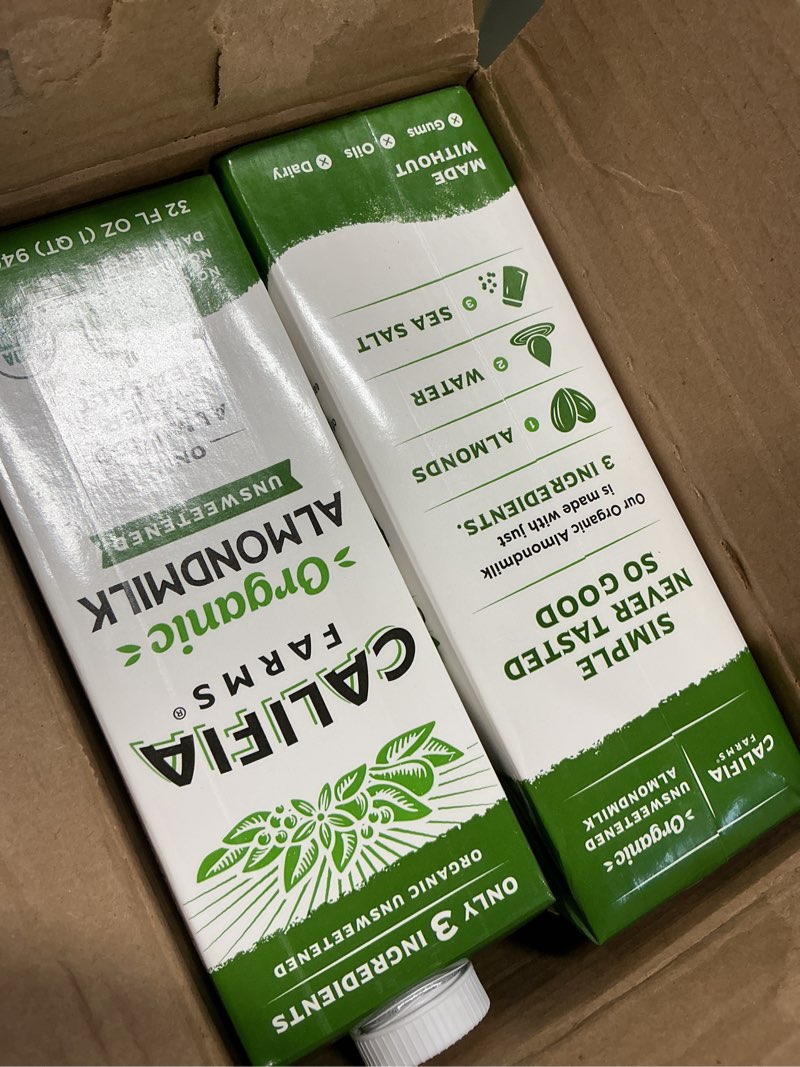 ONLY 3 INGREDIENTS
ORGANIC UNSWEETENED
CALIFIA
FARMS®
Organic
ALMONDMILK
UNSWEETENED
32 FL OZ (1 QT)
CALIFIA
FARMS®
Organic
UNSWEETENED
ALMONDMILK
SIMPLE
NEVER TASTED
SO GOOD
Our Organic Almondmilk
is made with just
3 INGREDIENTS.
1 ALMONDS
2 WATER
3 SEA SALT
MADE
WITHOUT
Gums
Oils
Dairy